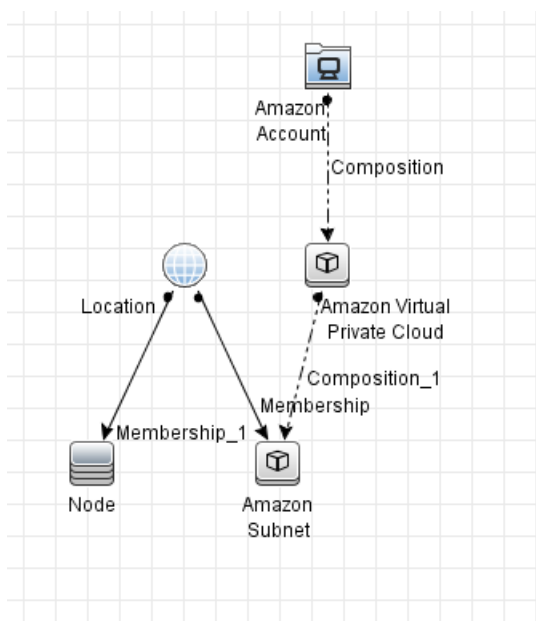 Amazon
Account
Composition
Location
Amazon Virtual
Private Cloud
Composition_1
Membership
Membership_1
Node
Amazon
Subnet